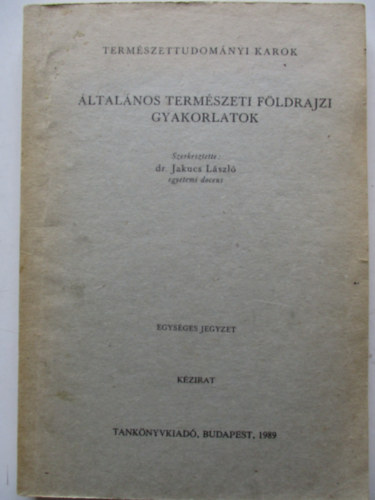 TERMÉSZETTUDOMÁNYI KAROK
ÁLTALÁNOS TERMÉSZETI FÖLDRAJZI
GYAKORLATOK
Szerkesztette:
dr. Jakucs László
egyetemi docens
EGYSÉGES JEGYZET
KÉZIRAT
TANKÖNYVKIADÓ, BUDAPEST, 1989